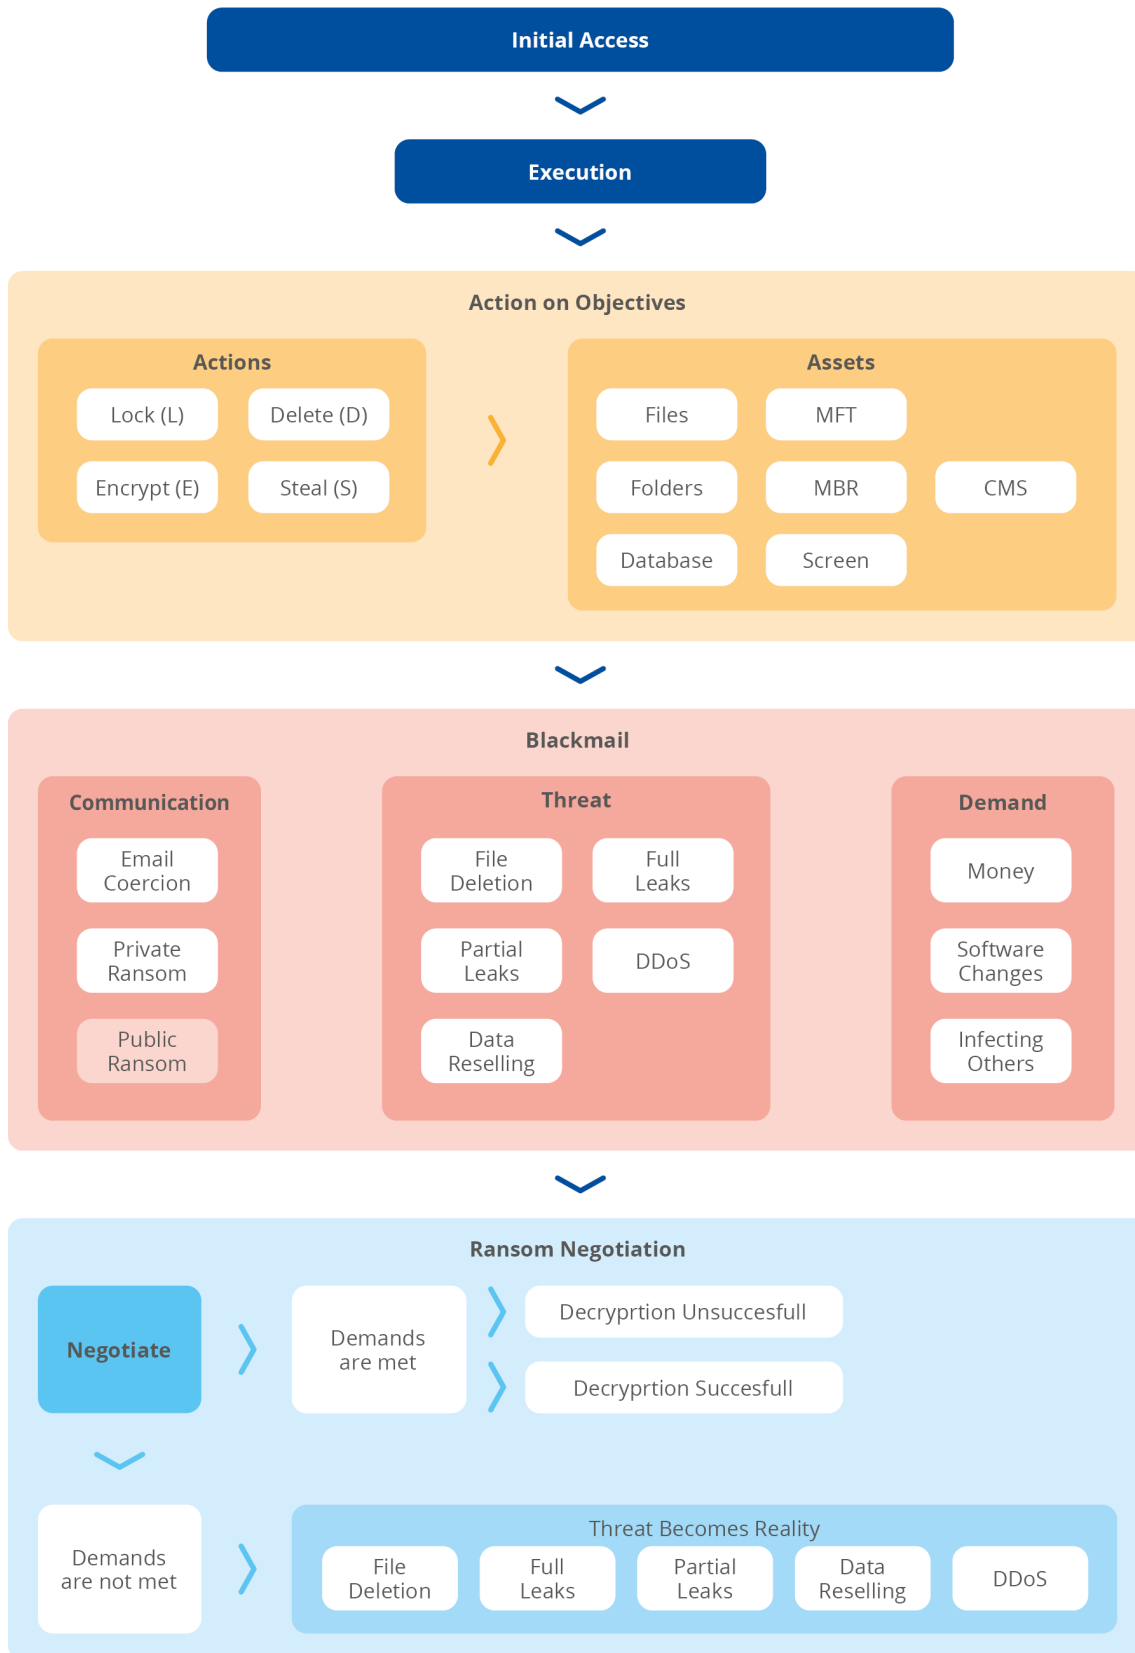 Initial Access
Execution
Action on Objectives
Actions
Lock (L)
Delete (D)
Encrypt (E)
Steal (S)
Assets
Files
MFT
Folders
MBR
CMS
Database
Screen
Blackmail
Communication
Email
Coercion
Private
Ransom
Public
Ransom
Threat
File
Deletion
Full
Leaks
Partial
Leaks
DDoS
Data
Reselling
Demand
Money
Software
Changes
Infecting
Others
Ransom Negotiation
Negotiate
Demands
are met
Decryprtion Unsuccesfull
Decryprtion Succesfull
Demands
are not met
Threat Becomes Reality
File
Deletion
Full
Leaks
Partial
Leaks
Data
Reselling
DDoS